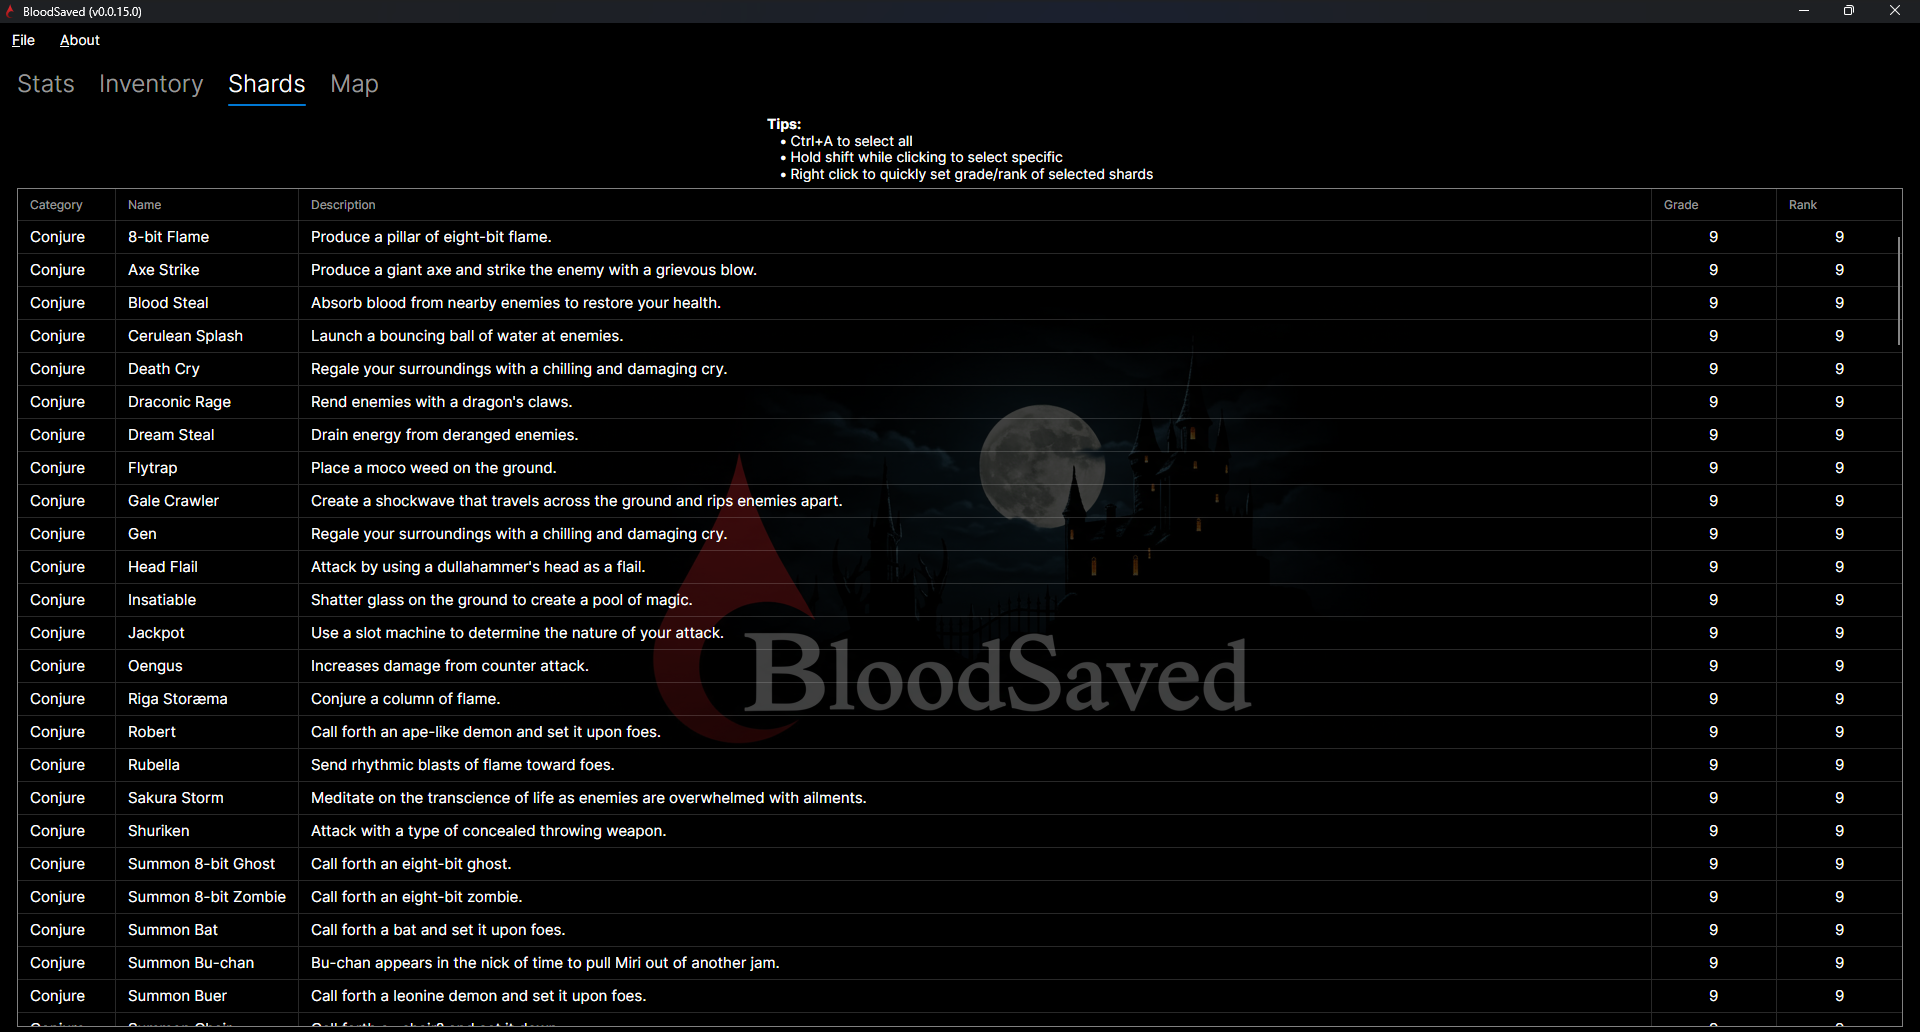 BloodSaved (v0.0.15.0)
File About
Stats Inventory Shards Map
Tips:
• Ctrl+A to select all
• Hold shift while clicking to select specific
• Right click to quickly set grade/rank of selected shards
Category Name Description Grade Rank
Conjure 8-bit Flame Produce a pillar of eight-bit flame. 9 9
Conjure Axe Strike Produce a giant axe and strike the enemy with a grievous blow. 9 9
Conjure Blood Steal Absorb blood from nearby enemies to restore your health. 9 9
Conjure Cerulean Splash Launch a bouncing ball of water at enemies. 9 9
Conjure Death Cry Regale your surroundings with a chilling and damaging cry. 9 9
Conjure Draconic Rage Rend enemies with a dragon's claws. 9 9
Conjure Dream Steal Drain energy from deranged enemies. 9 9
Conjure Flytrap Place a moco weed on the ground. 9 9
Conjure Gale Crawler Create a shockwave that travels across the ground and rips enemies apart. 9 9
Conjure Gen Regale your surroundings with a chilling and damaging cry. 9 9
Conjure Head Flail Attack by using a dullahammer's head as a flail. 9 9
Conjure Insatiable Shatter glass on the ground to create a pool of magic. 9 9
Conjure Jackpot Use a slot machine to determine the nature of your attack. 9 9
Conjure Oengus Increases damage from counter attack. 9 9
Conjure Riga Storæma Conjure a column of flame. 9 9
Conjure Robert Call forth an ape-like demon and set it upon foes. 9 9
Conjure Rubella Send rhythmic blasts of flame toward foes. 9 9
Conjure Sakura Storm Meditate on the transcience of life as enemies are overwhelmed with ailments. 9 9
Conjure Shuriken Attack with a type of concealed throwing weapon. 9 9
Conjure Summon 8-bit Ghost Call forth an eight-bit ghost. 9 9
Conjure Summon 8-bit Zombie Call forth an eight-bit zombie. 9 9
Conjure Summon Bat Call forth a bat and set it upon foes. 9 9
Conjure Summon Bu-chan Bu-chan appears in the nick of time to pull Miri out of another jam. 9 9
Conjure Summon Buer Call forth a leonine demon and set it upon foes. 9 9
BloodSaved